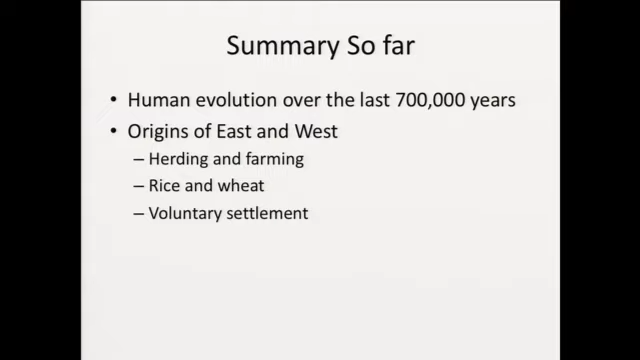 Summary So far
• Human evolution over the last 700,000 years
• Origins of East and West
– Herding and farming
– Rice and wheat
– Voluntary settlement